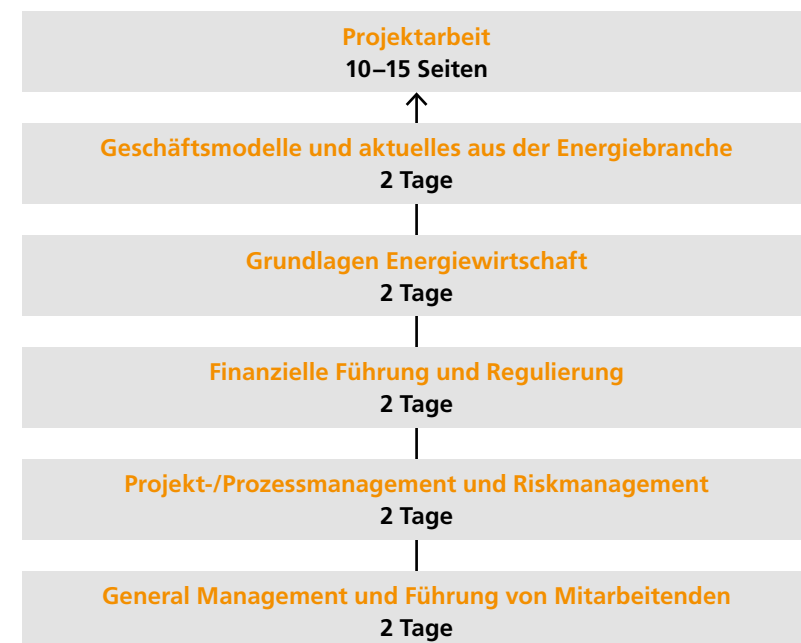 Projektarbeit
10–15 Seiten
Geschäftsmodelle und aktuelles aus der Energiebranche
2 Tage
Grundlagen Energiewirtschaft
2 Tage
Finanzielle Führung und Regulierung
2 Tage
Projekt-/Prozessmanagement und Riskmanagement
2 Tage
General Management und Führung von Mitarbeitenden
2 Tage